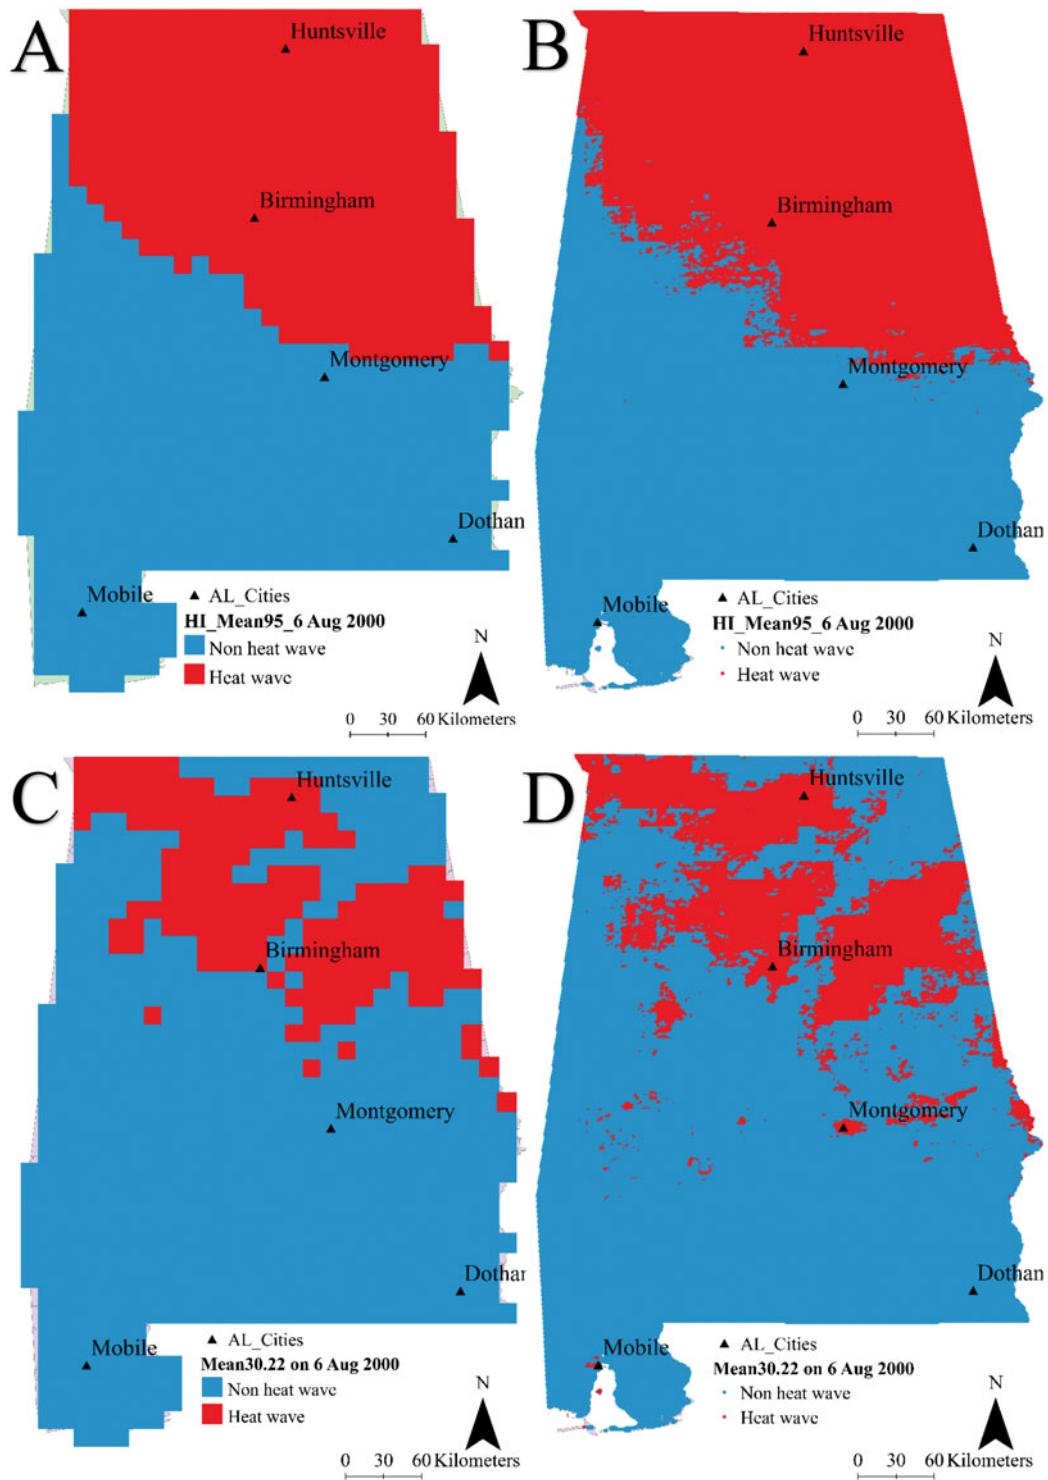 A
Huntsville
Birmingham
Montgomery
Dothan
Mobile
AL_Cities
HI_Mean95_6 Aug 2000
Non heat wave
Heat wave
N
0 30 60 Kilometers
B
Huntsville
Birmingham
Montgomery
Dothan
Mobile
AL_Cities
HI_Mean95_6 Aug 2000
Non heat wave
Heat wave
N
0 30 60 Kilometers
C
Huntsville
Birmingham
Montgomery
Dothan
Mobile
AL_Cities
Mean30.22 on 6 Aug 2000
Non heat wave
Heat wave
N
0 30 60 Kilometers
D
Huntsville
Birmingham
Montgomery
Dothan
Mobile
AL_Cities
Mean30.22 on 6 Aug 2000
Non heat wave
Heat wave
N
0 30 60 Kilometers